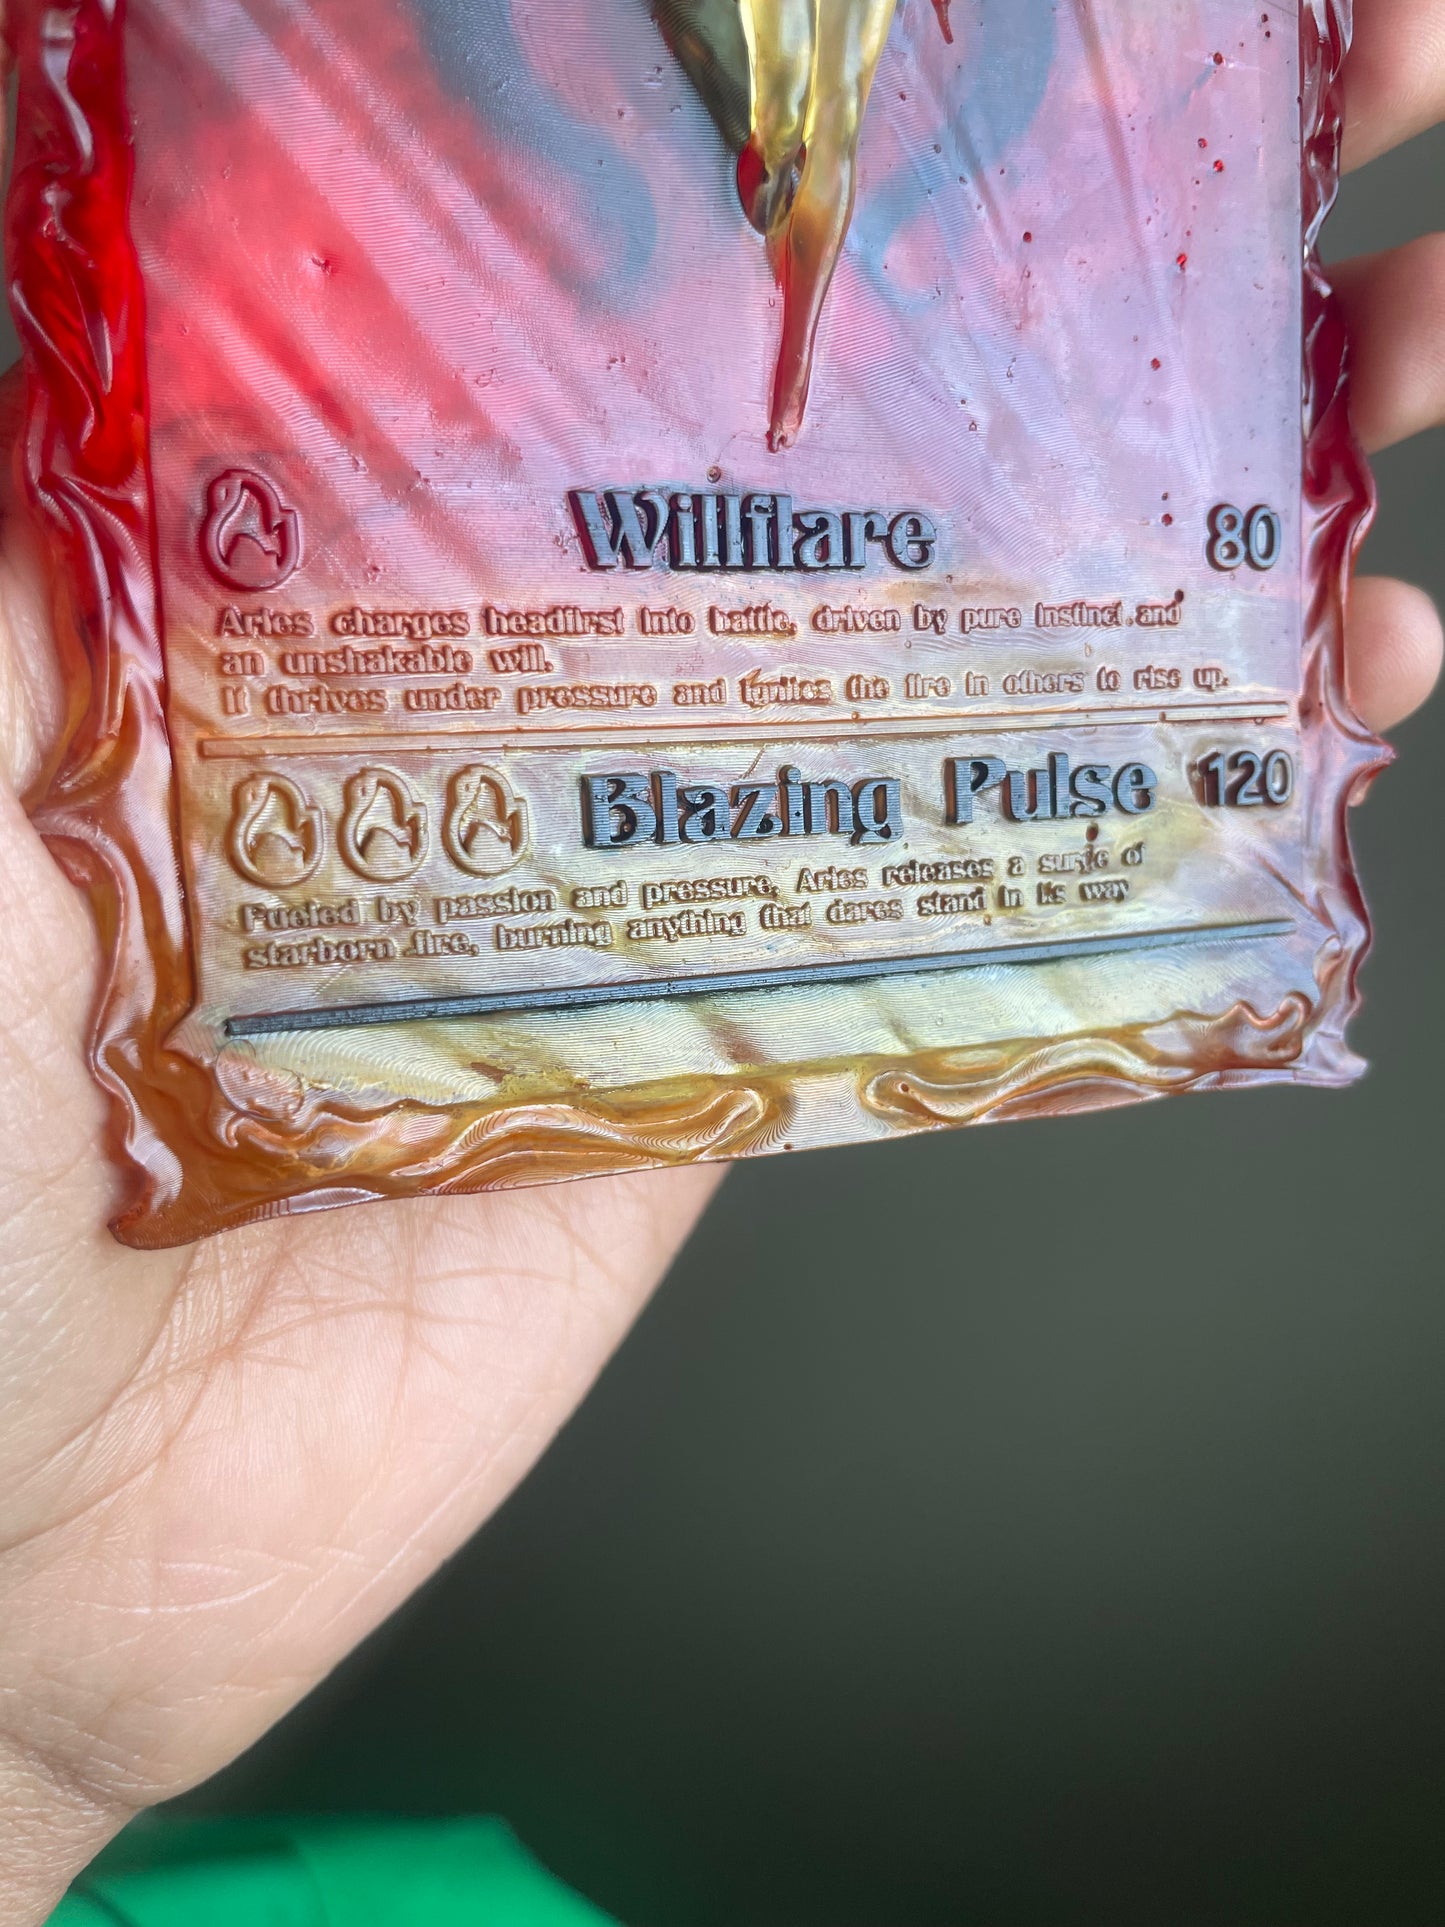 Willflare 80
Aries charges headfirst into battle, driven by pure instinct and
an unshakable will.
It thrives under pressure and ignites the fire in others to rise up.
Blazing Pulse 120
Fueled by passion and pressure, Aries releases a surge of
starborn fire, burning anything that dares stand in its way